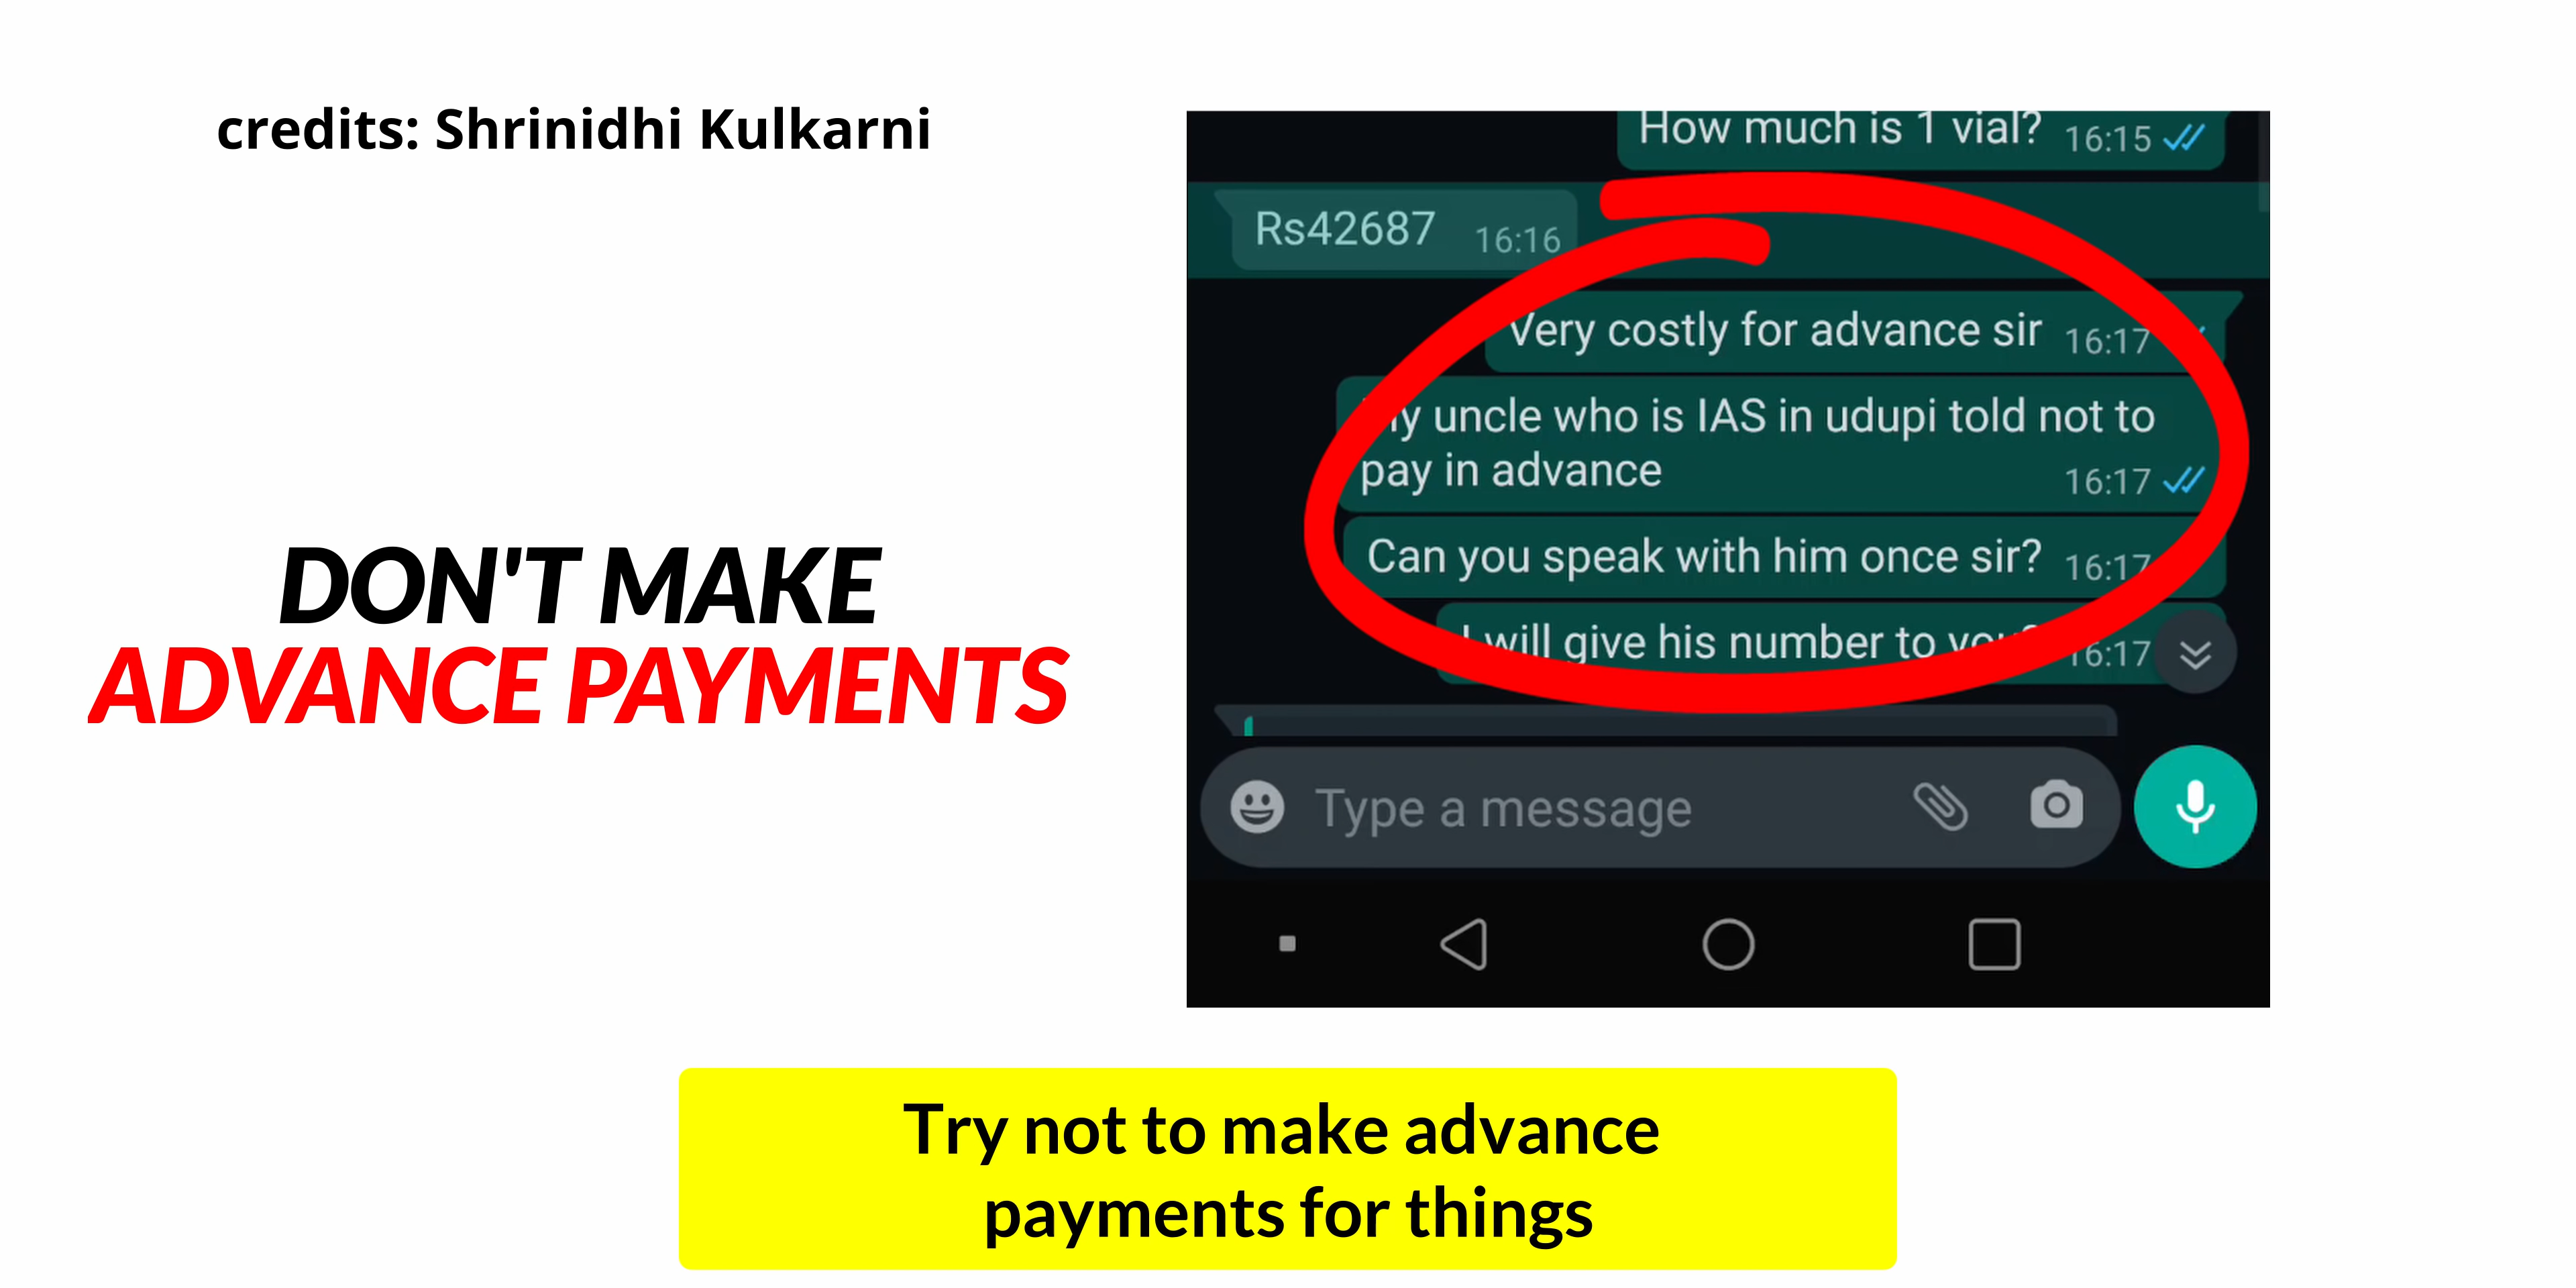 credits: Shrinidhi Kulkarni
DON'T MAKE
ADVANCE PAYMENTS
How much is 1 vial? 16:15
Rs42687 16:16
Very costly for advance sir 16:17
uncle who is IAS in udupi told not to
pay in advance 16:17
Can you speak with him once sir? 16:17
I will give his number to you? 16:17
Type a message
Try not to make advance
payments for things